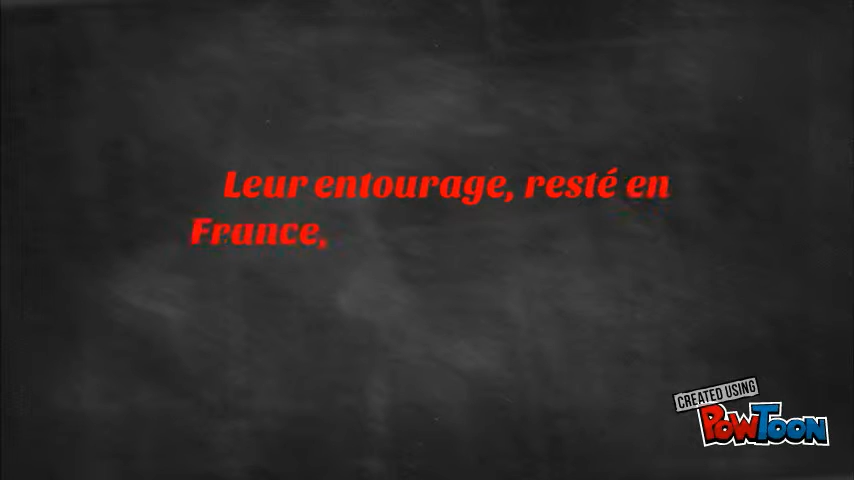 Leur entourage, resté en
France,
CREATED USING
POWTOON